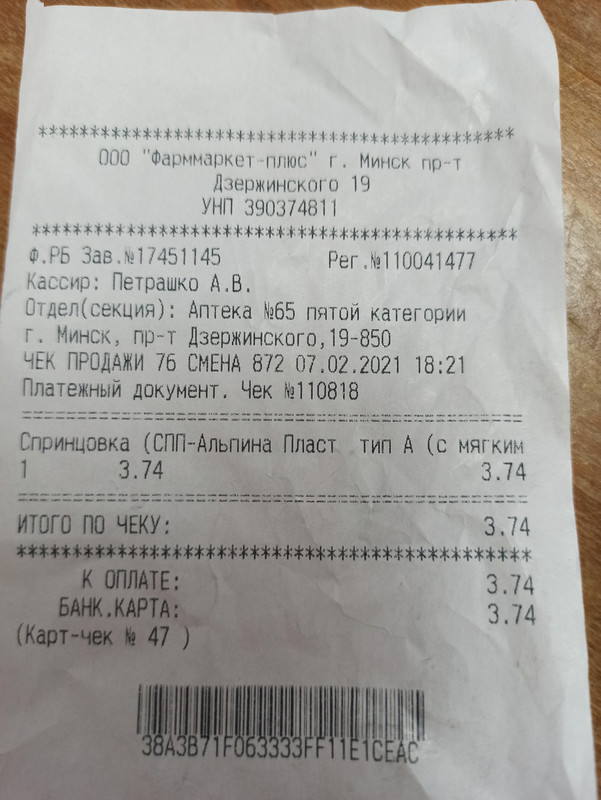 ************************************************
ООО "Фарммаркет-плюс" г. Минск пр-т
Дзержинского 19
УНП 390374811
************************************************
Ф.РБ Зав.№17451145 Рег.№110041477
Кассир: Петрашко А.В.
Отдел(секция): Аптека №65 пятой категории
г. Минск, пр-т Дзержинского,19-850
ЧЕК ПРОДАЖИ 76 СМЕНА 872 07.02.2021 18:21
Платежный документ. Чек №110818
================================================
Спринцовка (СПП-Альпина Пласт тип А (с мягким
1 3.74 3.74
================================================
ИТОГО ПО ЧЕКУ: 3.74
************************************************
К ОПЛАТЕ: 3.74
БАНК.КАРТА: 3.74
(Карт-чек № 47 )
38A3B71F063333FF11E1CEAC